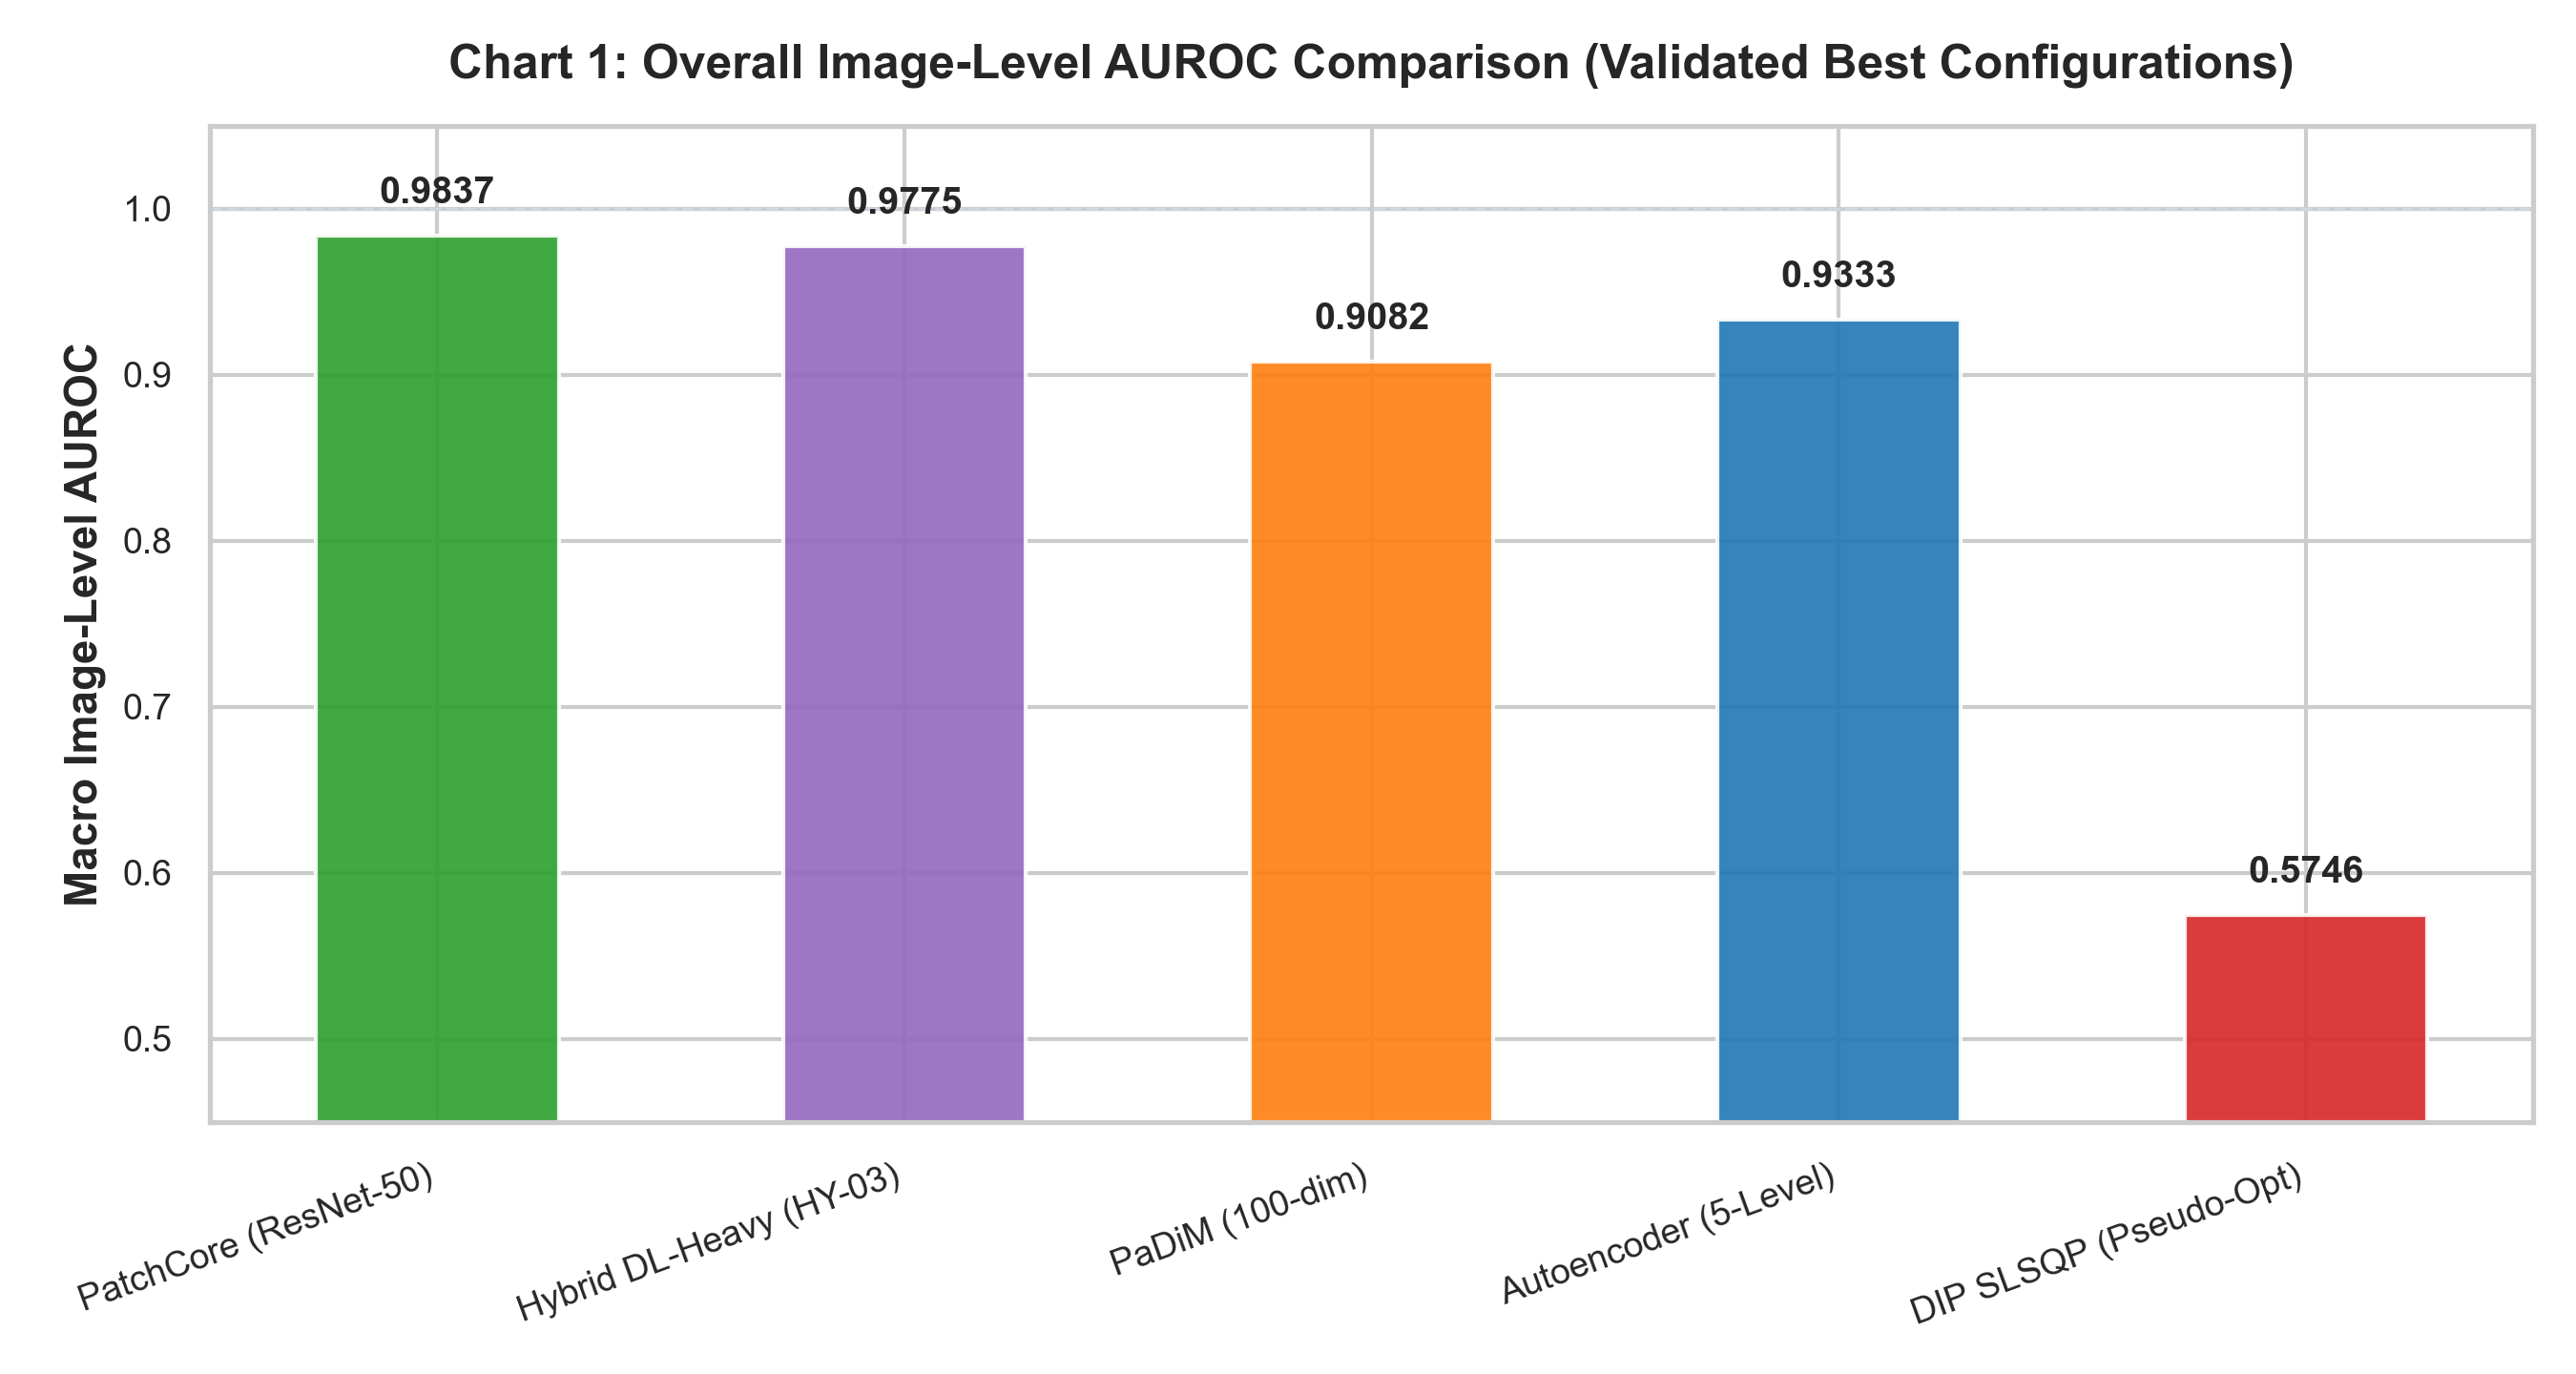 Chart 1: Overall Image-Level AUROC Comparison (Validated Best Configurations)
Macro Image-Level AUROC
1.0
0.9
0.8
0.7
0.6
0.5
0.9837
0.9775
0.9082
0.9333
0.5746
PatchCore (ResNet-50)
Hybrid DL-Heavy (HY-03)
PaDiM (100-dim)
Autoencoder (5-Level)
DIP SLSQP (Pseudo-Opt)